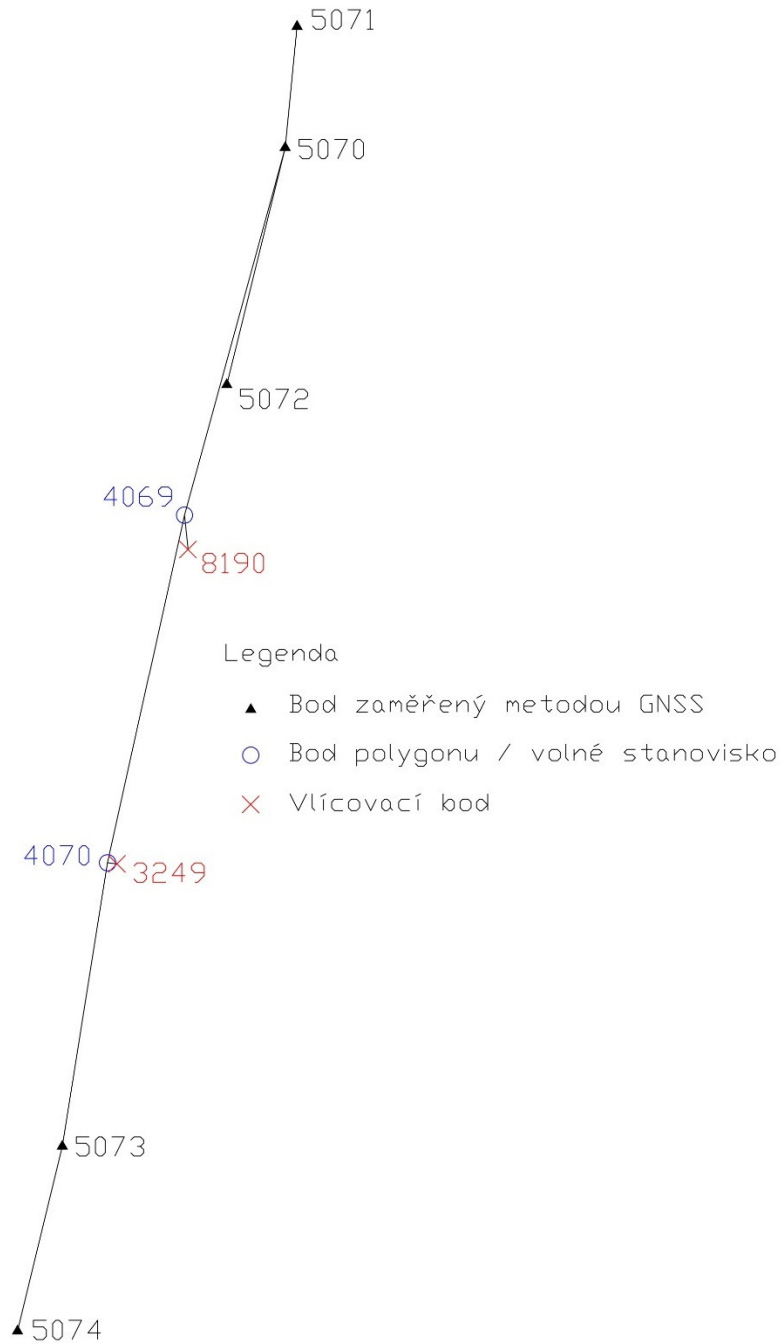 5071
5070
5072
4069
8190
Legenda
Bod zaměřený metodou GNSS
Bod polygonu / volné stanovisko
Vlícovací bod
4070
3249
5073
5074